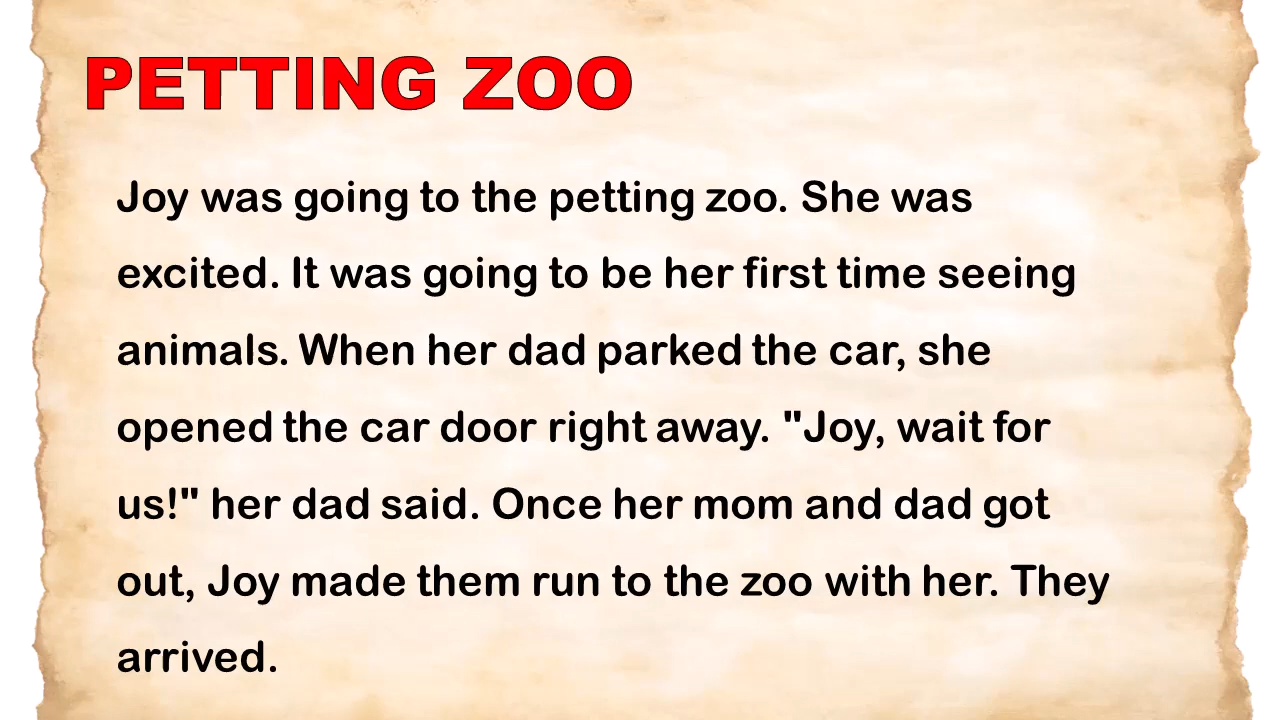 PETTING ZOO
Joy was going to the petting zoo. She was
excited. It was going to be her first time seeing
animals. When her dad parked the car, she
opened the car door right away. "Joy, wait for
us!" her dad said. Once her mom and dad got
out, Joy made them run to the zoo with her. They
arrived.